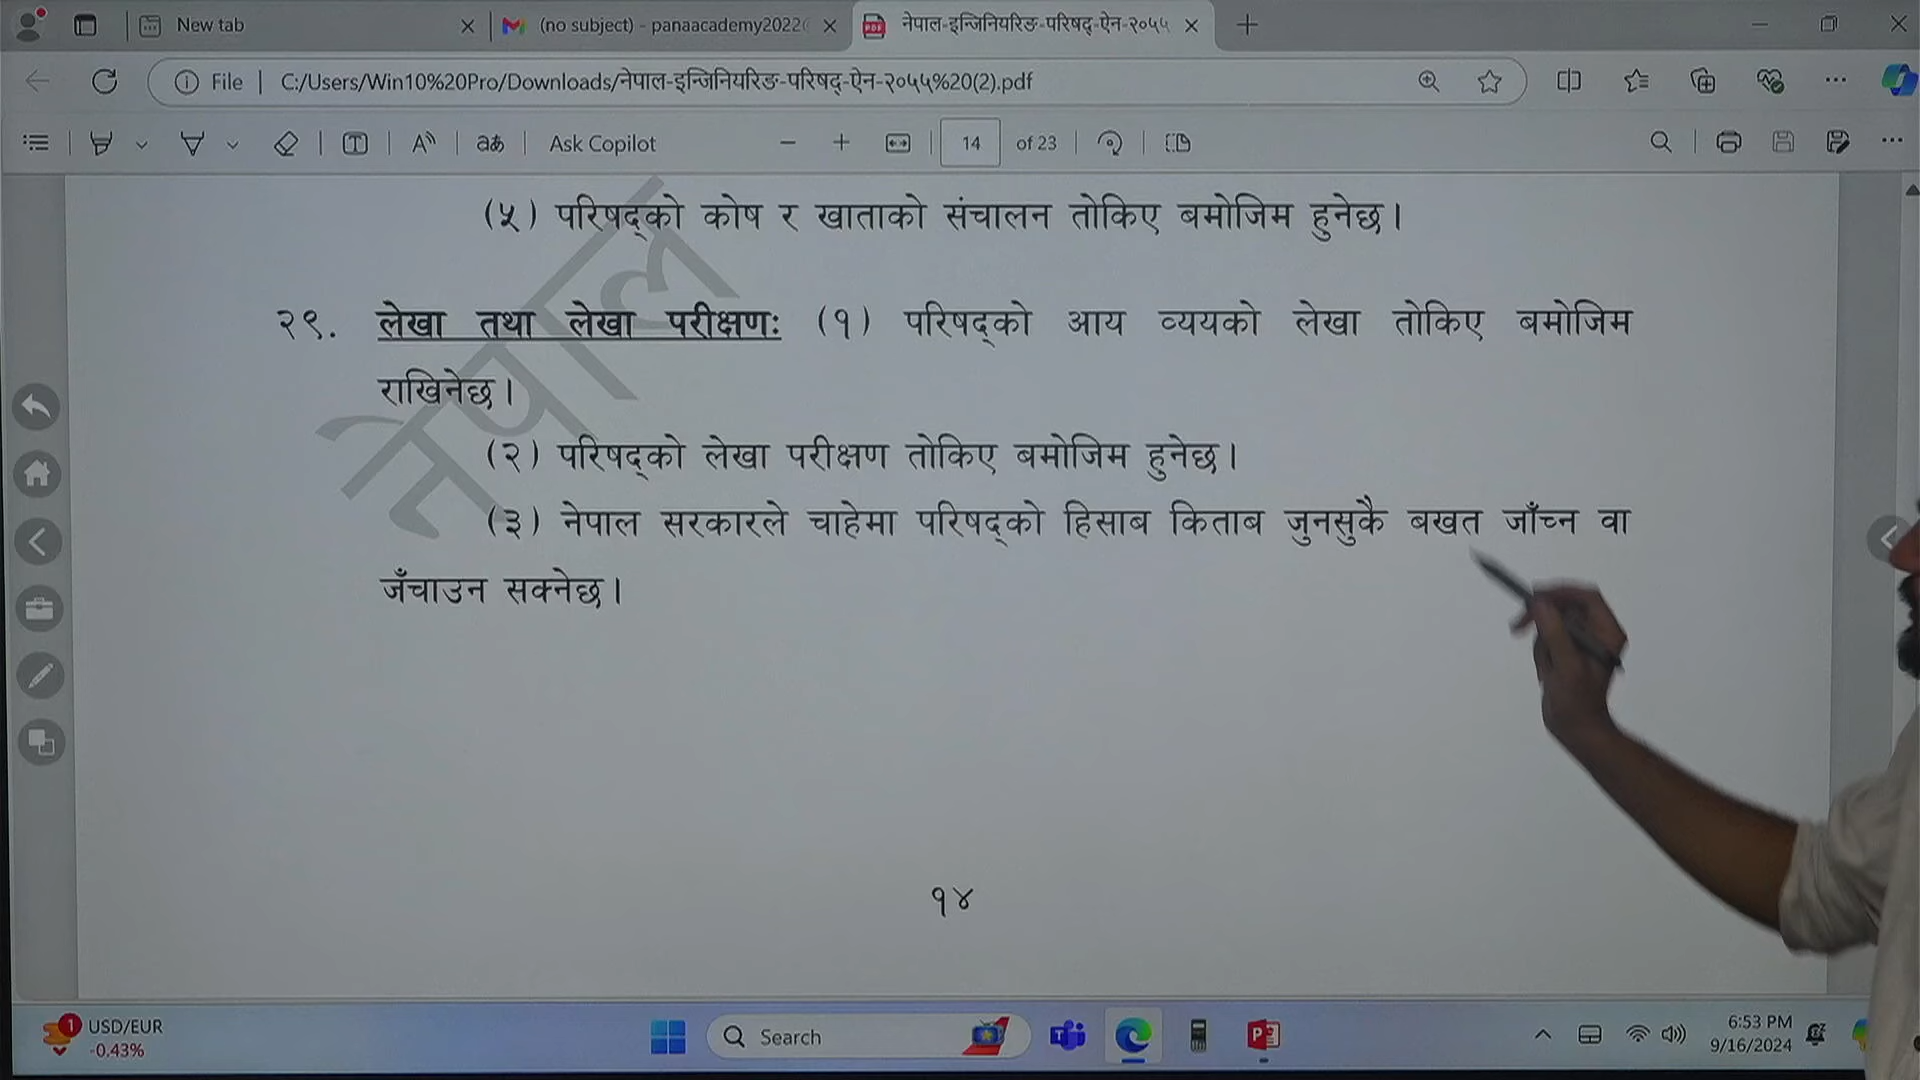 New tab
(no subject) - panaacademy2022
नेपाल-इन्जिनियरिङ-परिषद्-ऐन-२०५५
File
C:/Users/Win10%20Pro/Downloads/नेपाल-इन्जिनियरिङ-परिषद्-ऐन-२०५५%20(2).pdf
Ask Copilot
14 of 23
(५) परिषद्को कोष र खाताको संचालन तोकिए बमोजिम हुनेछ।
२९. लेखा तथा लेखा परीक्षणः (१) परिषद्को आय व्ययको लेखा तोकिए बमोजिम
राखिनेछ।
(२) परिषद्को लेखा परीक्षण तोकिए बमोजिम हुनेछ।
(३) नेपाल सरकारले चाहेमा परिषद्को हिसाब किताब जुनसुकै बखत जाँच्न वा
जँचाउन सक्नेछ।
नेपाल
१४
1
USD/EUR
-0.43%
Search
6:53 PM
9/16/2024